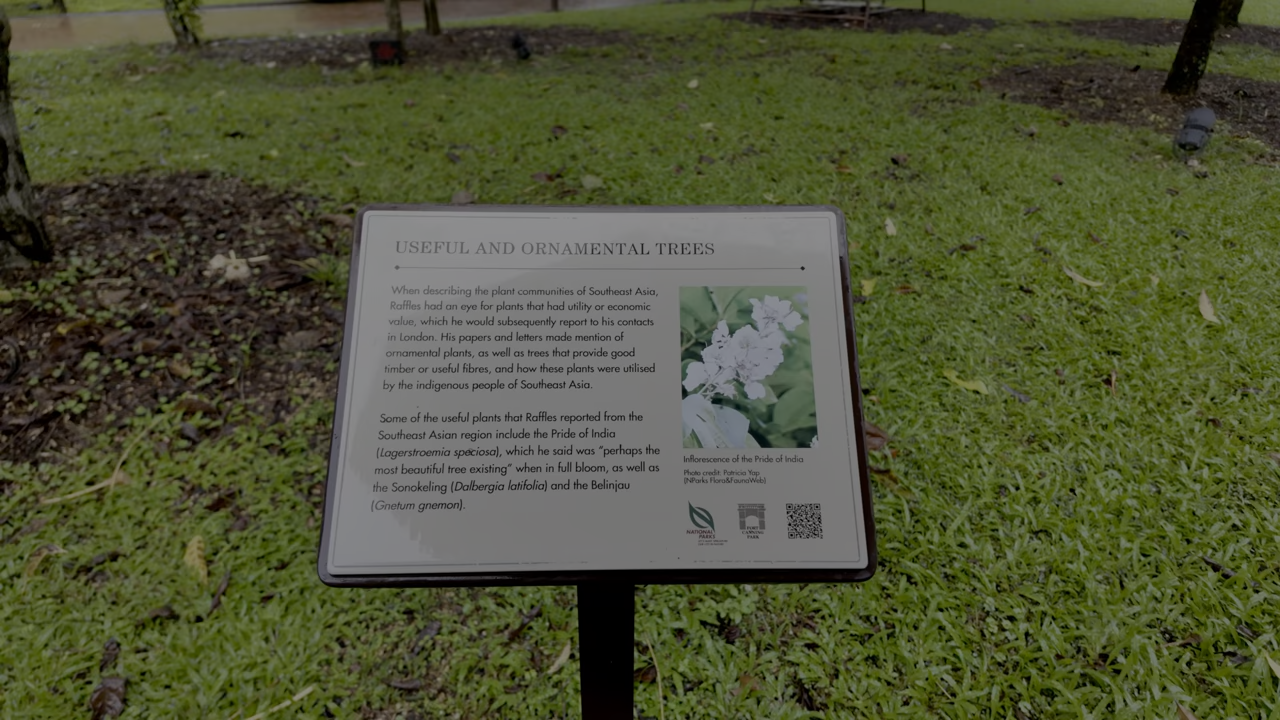 USEFUL AND ORNAMENTAL TREES
When describing the plant communities of Southeast Asia,
Raffles had an eye for plants that had utility or economic
value, which he would subsequently report to his contacts
in London. His papers and letters made mention of
ornamental plants, as well as trees that provide good
timber or useful fibres, and how these plants were utilised
by the indigenous people of Southeast Asia.
Some of the useful plants that Raffles reported from the
Southeast Asian region include the Pride of India
(Lagerstroemia speciosa), which he said was “perhaps the
most beautiful tree existing” when in full bloom, as well as
the Sonokeling (Dalbergia latifolia) and the Belinjau
(Gnetum gnemon).
Inflorescence of the Pride of India
Photo credit: Patricia Yap
(NParks Flora&FaunaWeb)
NATIONAL
PARKS
FORT
CANNING
PARK